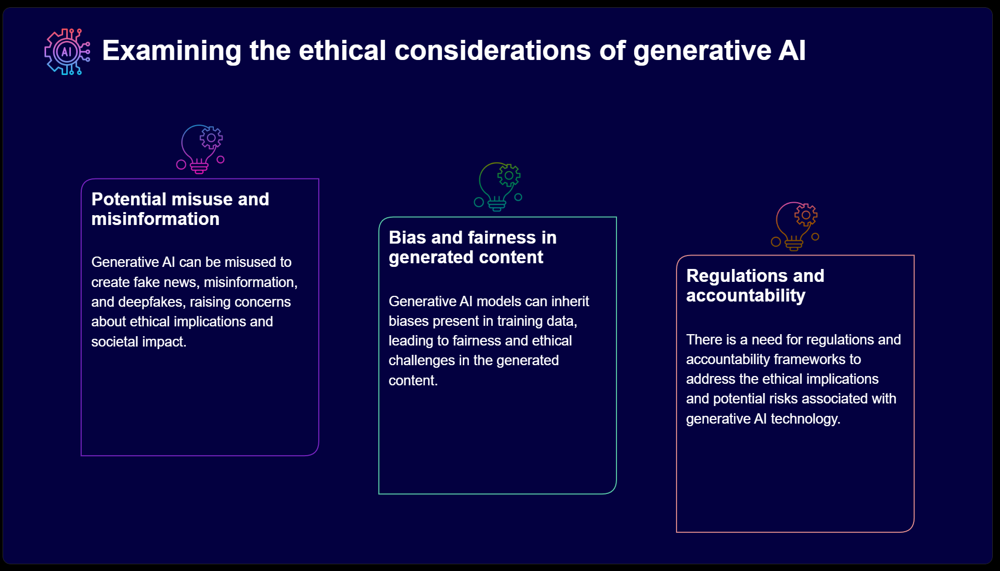 AI
Examining the ethical considerations of generative AI
Potential misuse and
misinformation
Generative AI can be misused to
create fake news, misinformation,
and deepfakes, raising concerns
about ethical implications and
societal impact.
Bias and fairness in
generated content
Generative AI models can inherit
biases present in training data,
leading to fairness and ethical
challenges in the generated
content.
Regulations and
accountability
There is a need for regulations and
accountability frameworks to
address the ethical implications
and potential risks associated with
generative AI technology.